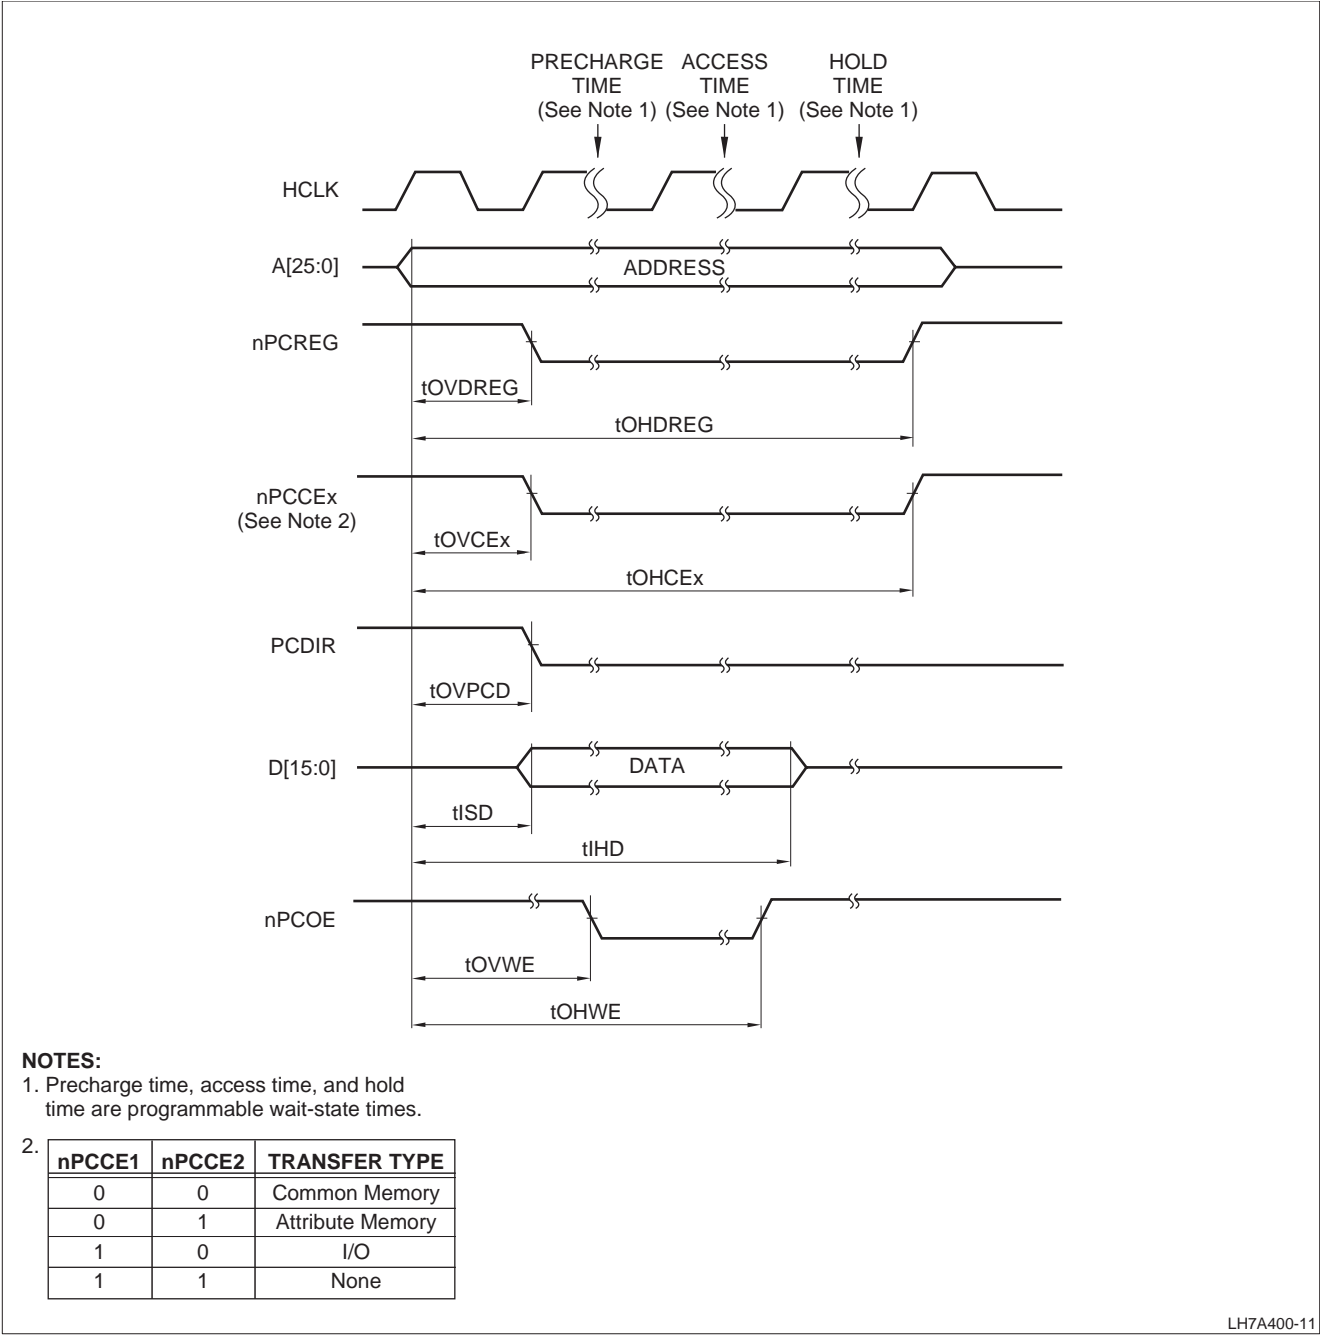 PRECHARGE TIME (See Note 1)
ACCESS TIME (See Note 1)
HOLD TIME (See Note 1)
HCLK
A[25:0]
ADDRESS
nPCREG
tOVDREG
tOHDREG
nPCCEx
(See Note 2)
tOVCEx
tOHCEx
PCDIR
tOVPCD
D[15:0]
DATA
tISD
tIHD
nPCOE
tOVWE
tOHWE
NOTES:
1. Precharge time, access time, and hold
time are programmable wait-state times.
2.
nPCCE1 nPCCE2 TRANSFER TYPE
0 0 Common Memory
0 1 Attribute Memory
1 0 I/O
1 1 None
LH7A400-11